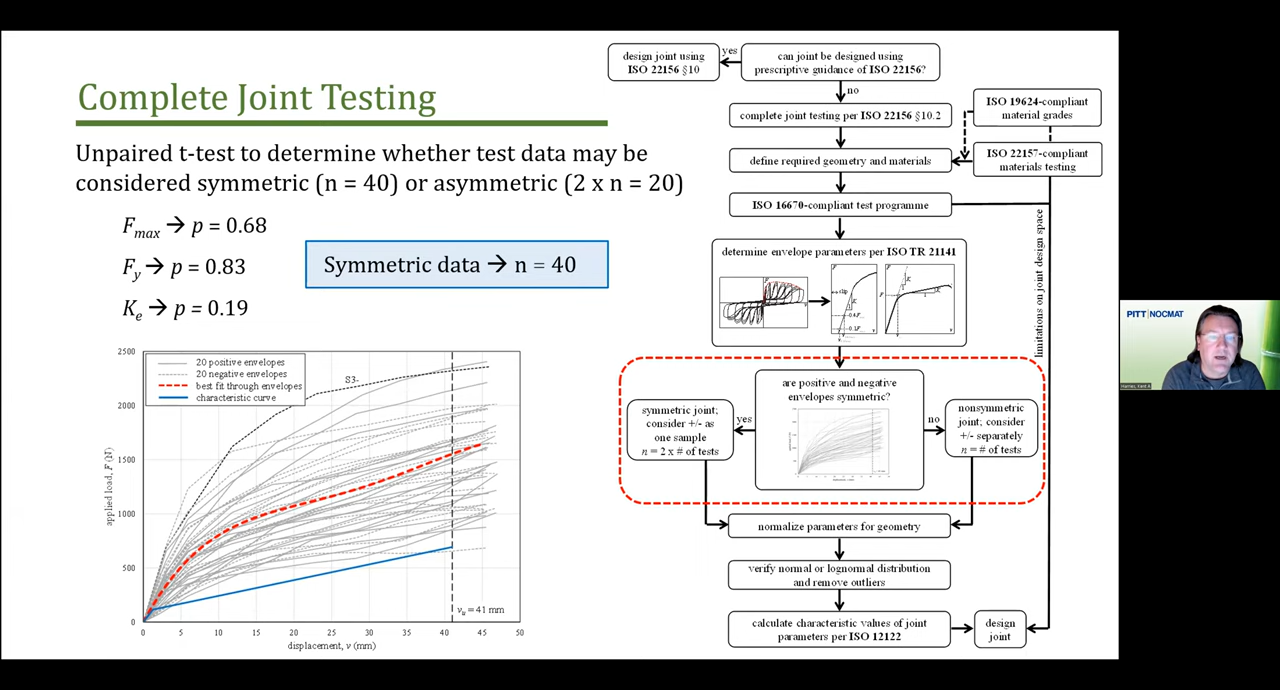 Complete Joint Testing
Unpaired t-test to determine whether test data may be
considered symmetric (n = 40) or asymmetric (2 x n = 20)
Fmax → p = 0.68
Fy → p = 0.83
Ke → p = 0.19
Symmetric data → n = 40
2500
2000
1500
1000
500
0
applied load, F (N)
20 positive envelopes
20 negative envelopes
best fit through envelopes
characteristic curve
S3-
vu = 41 mm
0 5 10 15 20 25 30 35 40 45 50
displacement, v (mm)
design joint using
ISO 22156 §10
yes
can joint be designed using
prescriptive guidance of ISO 22156?
no
complete joint testing per ISO 22156 §10.2
ISO 19624-compliant
material grades
define required geometry and materials
ISO 22157-compliant
materials testing
ISO 16670-compliant test programme
limitations on joint design space
determine envelope parameters per ISO TR 21141
are positive and negative
envelopes symmetric?
yes
no
symmetric joint;
consider +/- as
one sample
n = 2 x # of tests
nonsymmetric
joint; consider
+/- separately
n = # of tests
normalize parameters for geometry
verify normal or lognormal distribution
and remove outliers
calculate characteristic values of joint
parameters per ISO 12122
design
joint
PITT|NOCMAT